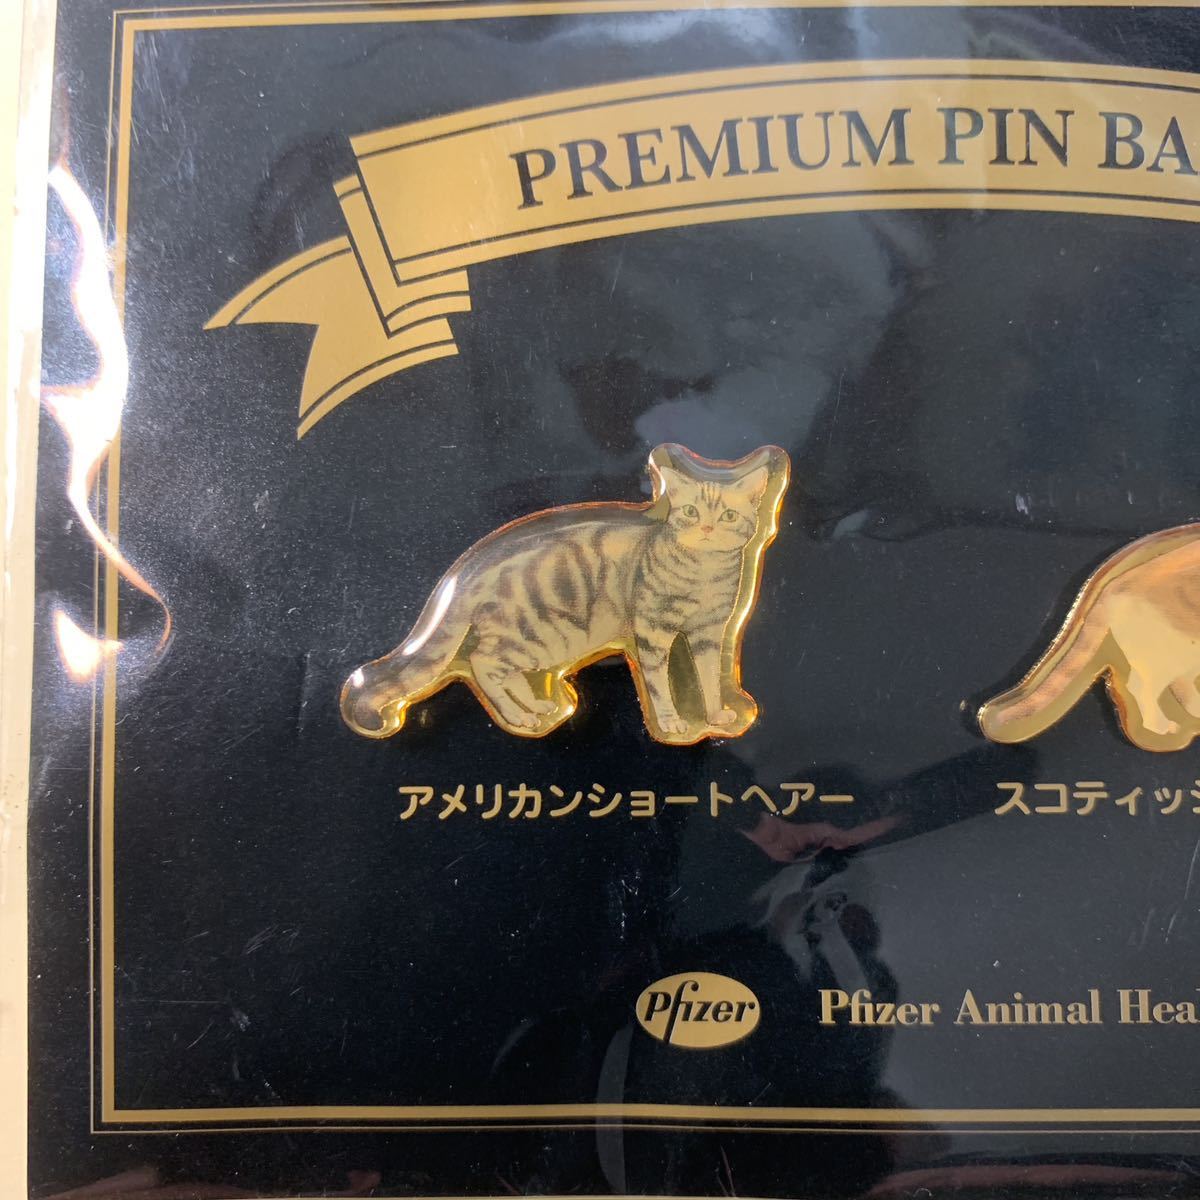 PREMIUM PIN BA
アメリカンショートヘアー
スコティッシ
Pfizer
Pfizer Animal Hea